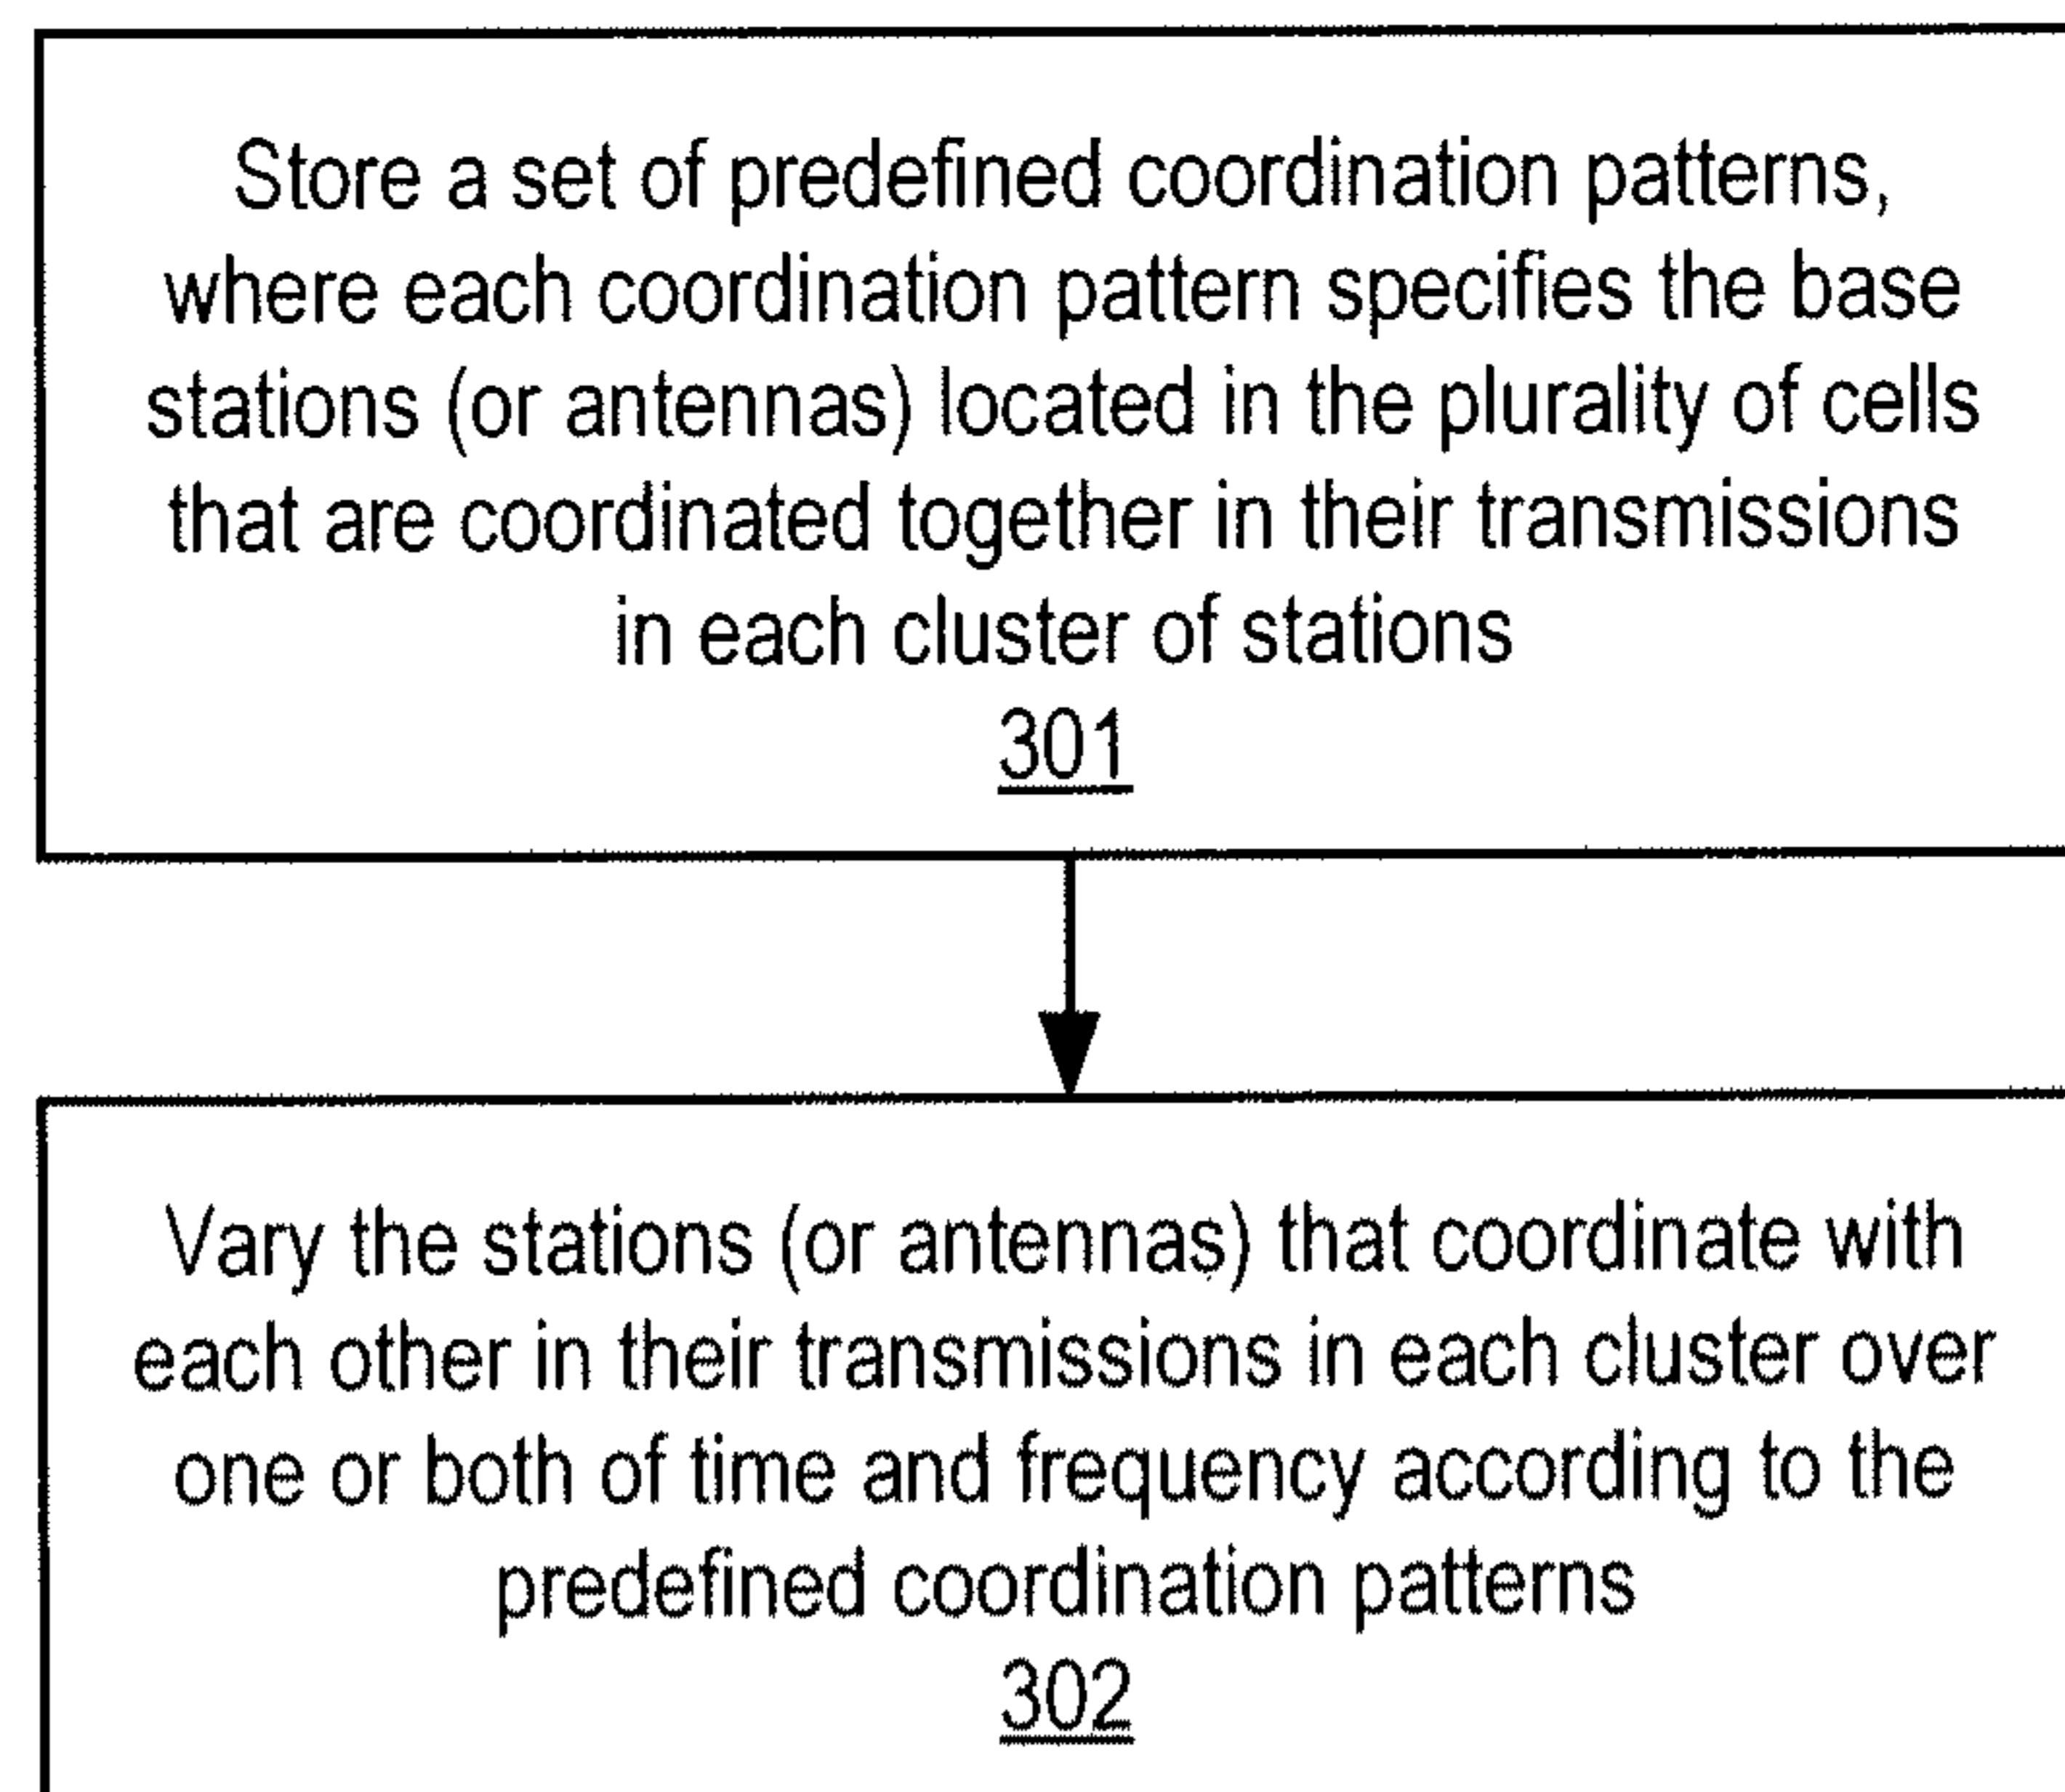 Store a set of predefined coordination patterns,
where each coordination pattern specifies the base
stations (or antennas) located in the plurality of cells
that are coordinated together in their transmissions
in each cluster of stations
301
Vary the stations (or antennas) that coordinate with
each other in their transmissions in each cluster over
one or both of time and frequency according to the
predefined coordination patterns
302